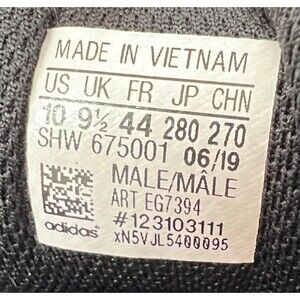 MADE IN VIETNAM
US UK FR JP CHN
10 9½ 44 280 270
SHW 675001 06/19
MALE/MÂLE
ART EG7394
#123103111
adidas xN5VJL5400095